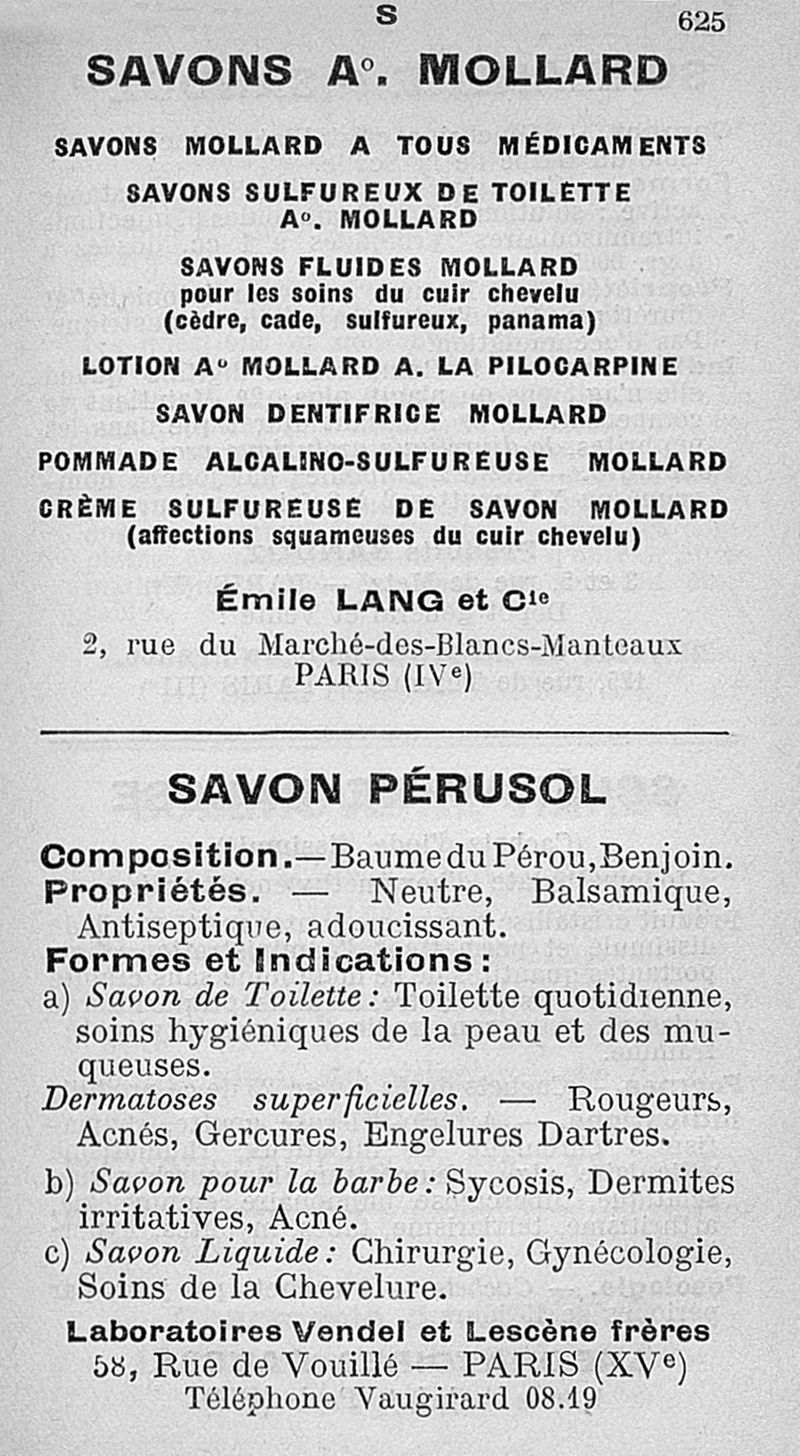 S
625
SAVONS Aº. MOLLARD
SAVONS MOLLARD A TOUS MÉDICAMENTS
SAVONS SULFUREUX DE TOILETTE
Aº. MOLLARD
SAVONS FLUIDES MOLLARD
pour les soins du cuir chevelu
(cèdre, cade, sulfureux, panama)
LOTION Aº MOLLARD A. LA PILOCARPINE
SAVON DENTIFRICE MOLLARD
POMMADE ALCALINO-SULFUREUSE MOLLARD
CRÈME SULFUREUSE DE SAVON MOLLARD
(affections squameuses du cuir chevelu)
Émile LANG et Cie
2, rue du Marché-des-Blancs-Manteaux
PARIS (IVe)
SAVON PÉRUSOL
Composition.—Baume du Pérou, Benjoin.
Propriétés. — Neutre, Balsamique,
Antiseptique, adoucissant.
Formes et Indications :
a) Savon de Toilette : Toilette quotidienne,
soins hygiéniques de la peau et des mu-
queuses.
Dermatoses superficielles. — Rougeurs,
Acnés, Gercures, Engelures Dartres.
b) Savon pour la barbe : Sycosis, Dermites
irritatives, Acné.
c) Savon Liquide : Chirurgie, Gynécologie,
Soins de la Chevelure.
Laboratoires Vendel et Lescène frères
58, Rue de Vouillé — PARIS (XVe)
Téléphone Vaugirard 08.19